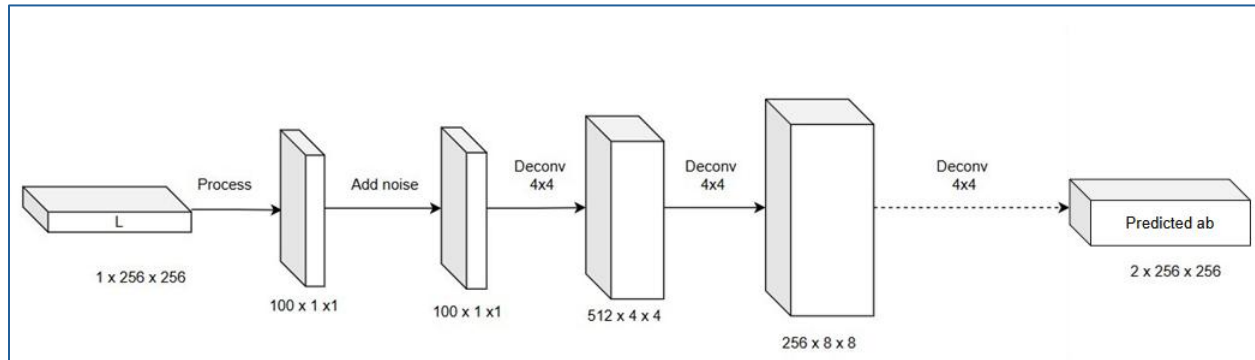 L
1 x 256 x 256
Process
100 x 1 x1
Add noise
100 x 1 x1
Deconv
4x4
512 x 4 x 4
Deconv
4x4
256 x 8 x 8
Deconv
4x4
Predicted ab
2 x 256 x 256